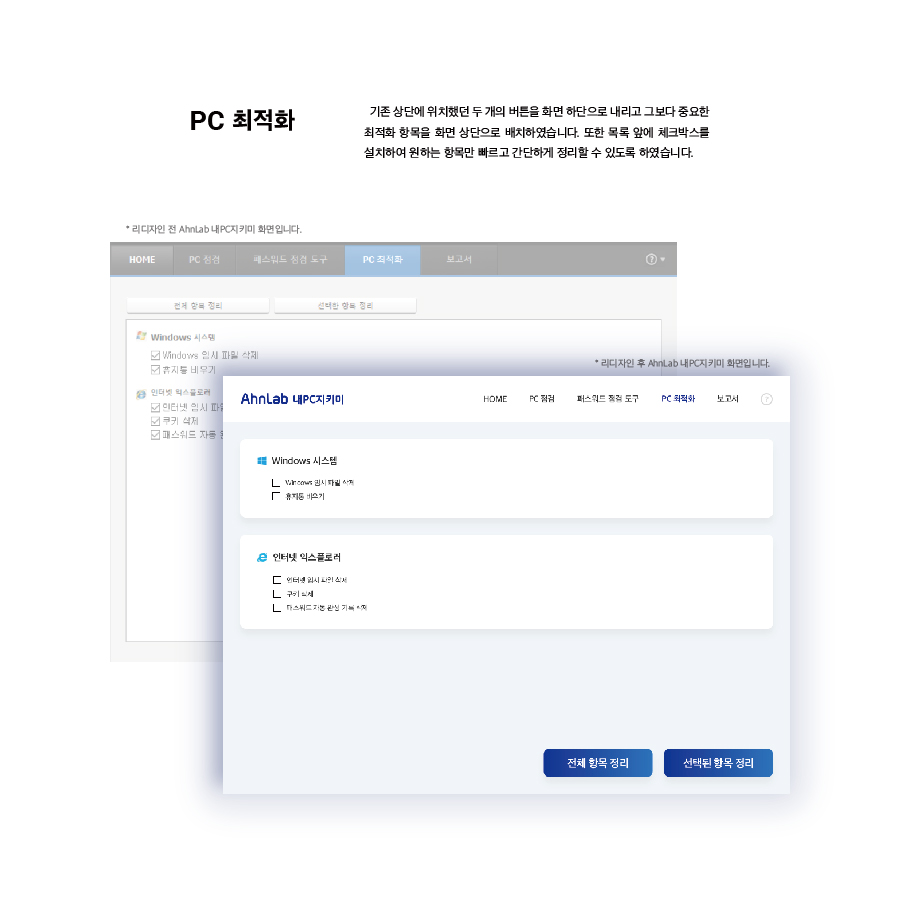 PC 최적화
기존 상단에 위치했던 두 개의 버튼을 화면 하단으로 내리고 그보다 중요한
최적화 항목을 화면 상단으로 배치하였습니다. 또한 목록 앞에 체크박스를
설치하여 원하는 항목만 빠르고 간단하게 정리할 수 있도록 하였습니다.
* 리디자인 전 AhnLab 내PC지키미 화면입니다.
HOME PC 점검 패스워드 점검 도구 PC 최적화 보고서 ?
전체 항목 정리 선택한 항목 정리
Windows 시스템
Windows 임시 파일 삭제
휴지통 비우기
인터넷 익스플로러
인터넷 임시 파일
쿠키 삭제
패스워드 자동
* 리디자인 후 AhnLab 내PC지키미 화면입니다.
AhnLab 내PC지키미 HOME PC 점검 패스워드 점검 도구 PC 최적화 보고서 ?
Windows 시스템
Windows 임시 파일 삭제
휴지통 비우기
인터넷 익스플로러
인터넷 임시 파일 삭제
쿠키 삭제
패스워드 자동 완성 기록 삭제
전체 항목 정리 선택된 항목 정리